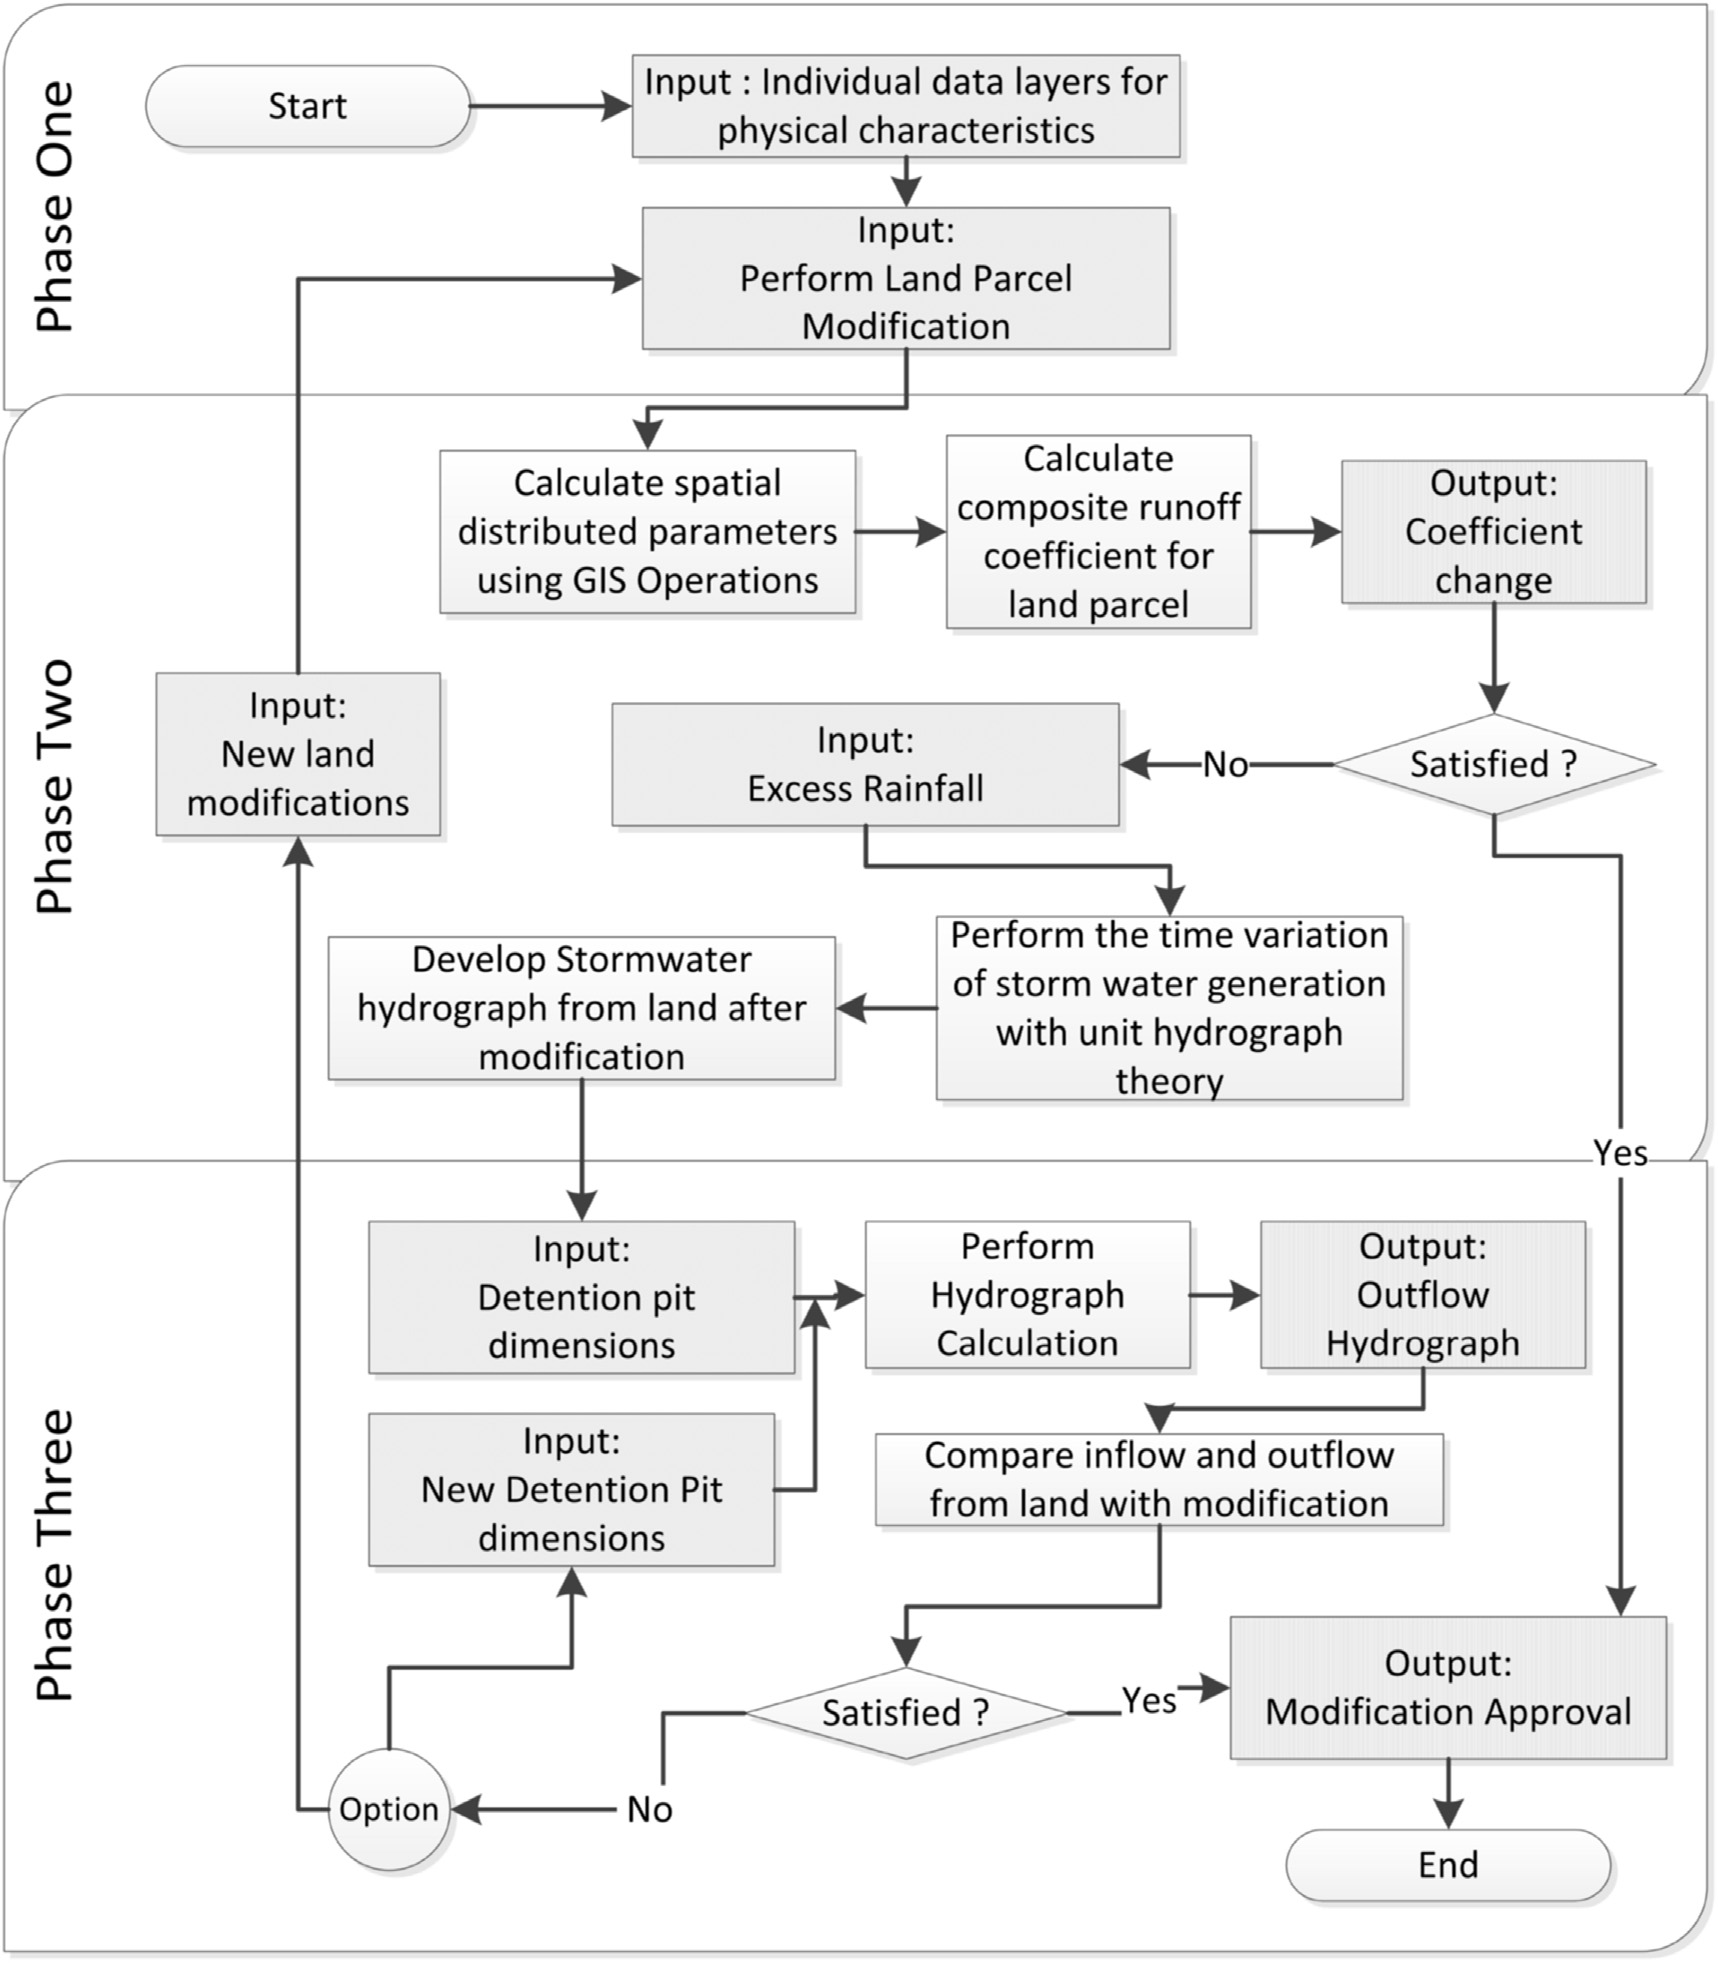 Phase One
Start
Input : Individual data layers for
physical characteristics
Input:
Perform Land Parcel
Modification
Phase Two
Calculate spatial
distributed parameters
using GIS Operations
Calculate
composite runoff
coefficient for
land parcel
Output:
Coefficient
change
Input:
New land
modifications
Input:
Excess Rainfall
No
Satisfied ?
Develop Stormwater
hydrograph from land after
modification
Perform the time variation
of storm water generation
with unit hydrograph
theory
Yes
Phase Three
Input:
Detention pit
dimensions
Perform
Hydrograph
Calculation
Output:
Outflow
Hydrograph
Input:
New Detention Pit
dimensions
Compare inflow and outflow
from land with modification
Satisfied ?
Yes
Output:
Modification Approval
Option
No
End